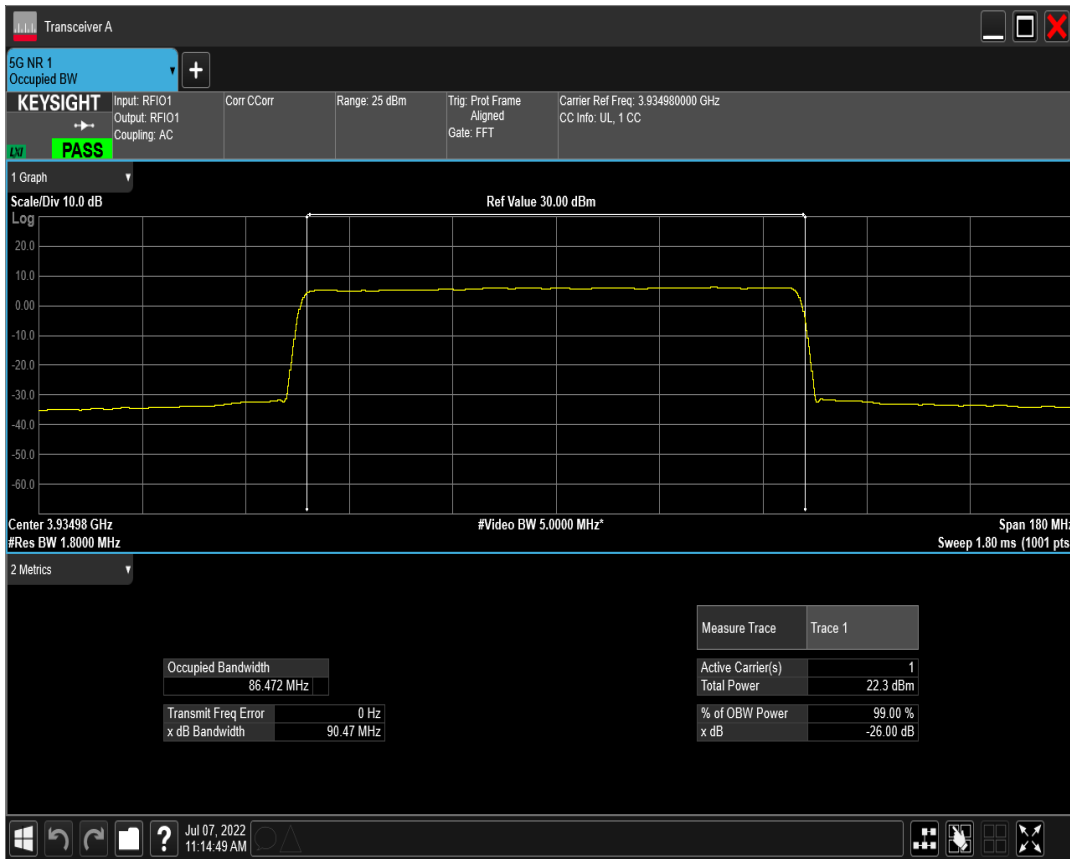 Transceiver A
5G NR 1
Occupied BW
+
KEYSIGHT
LXI
PASS
Input: RFIO1
Output: RFIO1
Coupling: AC
Corr CCorr
Range: 25 dBm
Trig: Prot Frame
Aligned
Gate: FFT
Carrier Ref Freq: 3.934980000 GHz
CC Info: UL, 1 CC
1 Graph
Scale/Div 10.0 dB
Ref Value 30.00 dBm
Log
20.0
10.0
0.00
-10.0
-20.0
-30.0
-40.0
-50.0
-60.0
Center 3.93498 GHz
#Video BW 5.0000 MHz*
Span 180 MHz
#Res BW 1.8000 MHz
Sweep 1.80 ms (1001 pts
2 Metrics
Measure Trace Trace 1
Occupied Bandwidth
86.472 MHz
Active Carrier(s) 1
Total Power 22.3 dBm
Transmit Freq Error 0 Hz
x dB Bandwidth 90.47 MHz
% of OBW Power 99.00 %
x dB -26.00 dB
?
Jul 07, 2022
11:14:49 AM